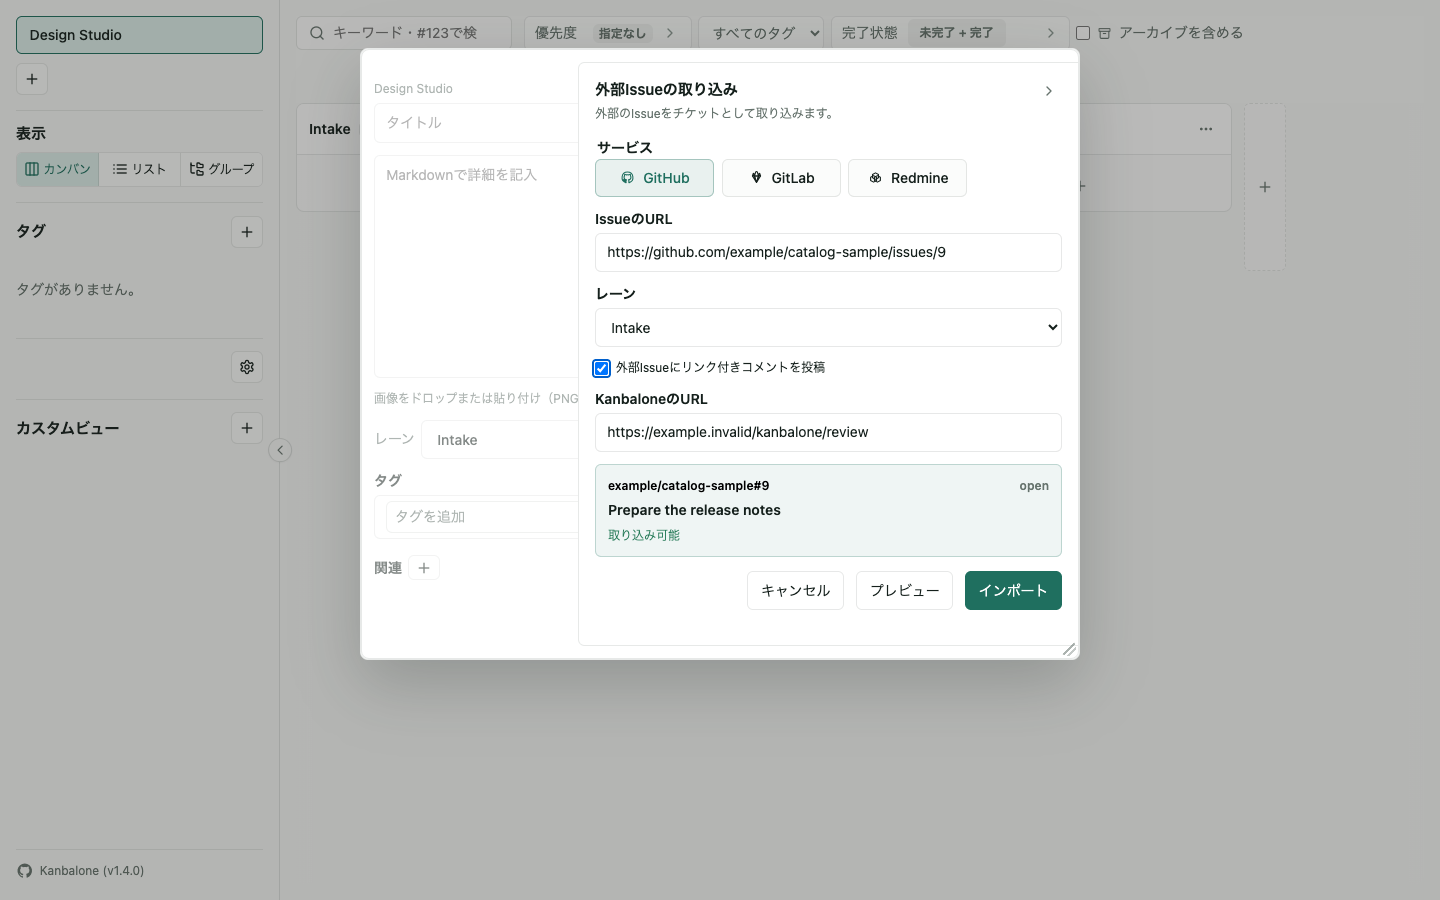 Design Studio
表示
カンバン
リスト
グループ
タグ
タグがありません。
カスタムビュー
Kanbalone (v1.4.0)
キーワード・#123で検
優先度 指定なし
すべてのタグ
完了状態 未完了 + 完了
アーカイブを含める
Intake
Design Studio
タイトル
Markdownで詳細を記入
画像をドロップまたは貼り付け（PNG
レーン Intake
タグ
タグを追加
関連
外部Issueの取り込み
外部のIssueをチケットとして取り込みます。
サービス
GitHub
GitLab
Redmine
IssueのURL
https://github.com/example/catalog-sample/issues/9
レーン
Intake
外部Issueにリンク付きコメントを投稿
KanbaloneのURL
https://example.invalid/kanbalone/review
example/catalog-sample#9 open
Prepare the release notes
取り込み可能
キャンセル
プレビュー
インポート